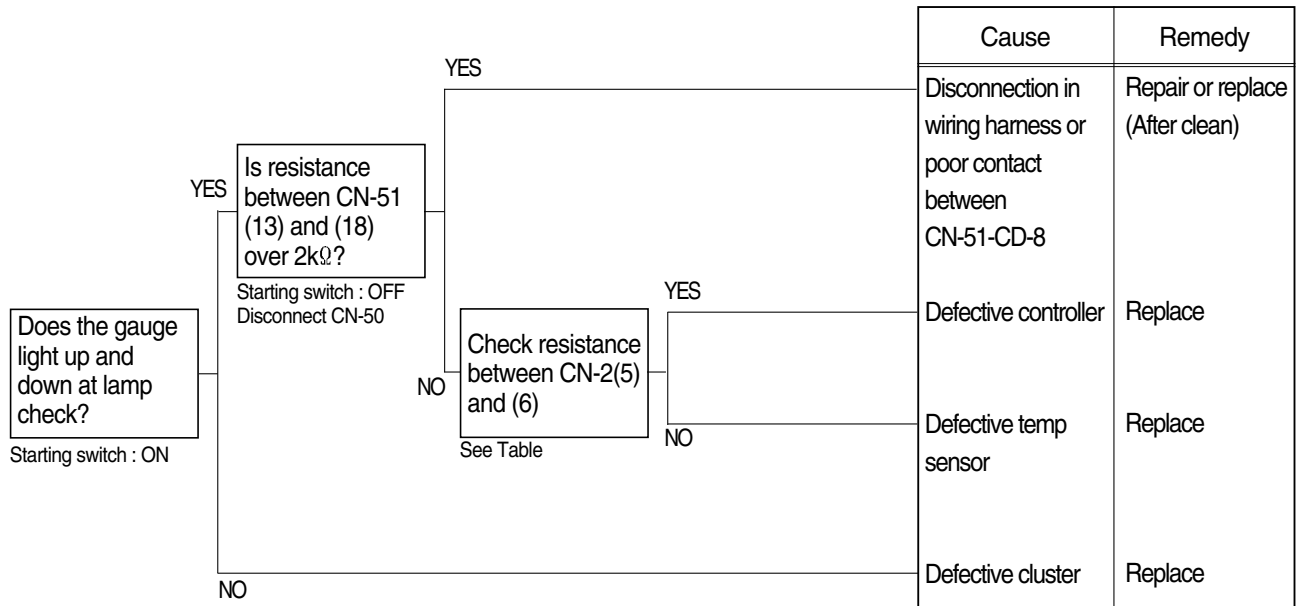 Cause
Remedy
YES
Disconnection in
wiring harness or
poor contact
between
CN-51-CD-8
Repair or replace
(After clean)
YES
Is resistance
between CN-51
(13) and (18)
over 2kΩ?
Starting switch : OFF
Disconnect CN-50
YES
Defective controller
Replace
Does the gauge
light up and
down at lamp
check?
Starting switch : ON
NO
Check resistance
between CN-2(5)
and (6)
See Table
NO
Defective temp
sensor
Replace
NO
Defective cluster
Replace